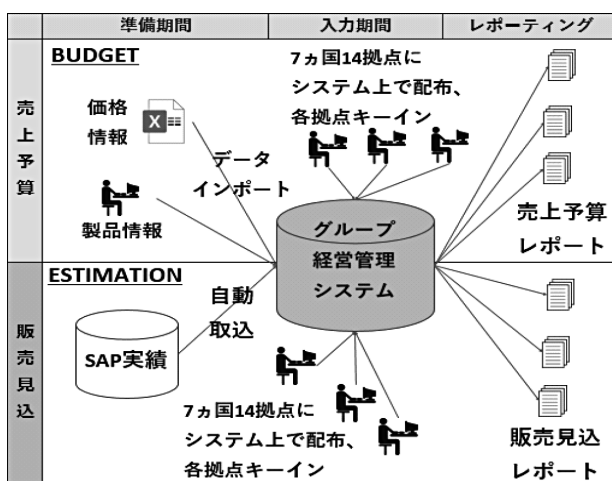 準備期間
入力期間
レポーティング
売上予算
BUDGET
価格
情報
X
製品情報
データ
インポート
7ヵ国14拠点に
システム上で配布、
各拠点キーイン
グループ
経営管理
システム
売上予算
レポート
販売見込
ESTIMATION
SAP実績
自動
取込
7ヵ国14拠点に
システム上で配布、
各拠点キーイン
販売見込
レポート